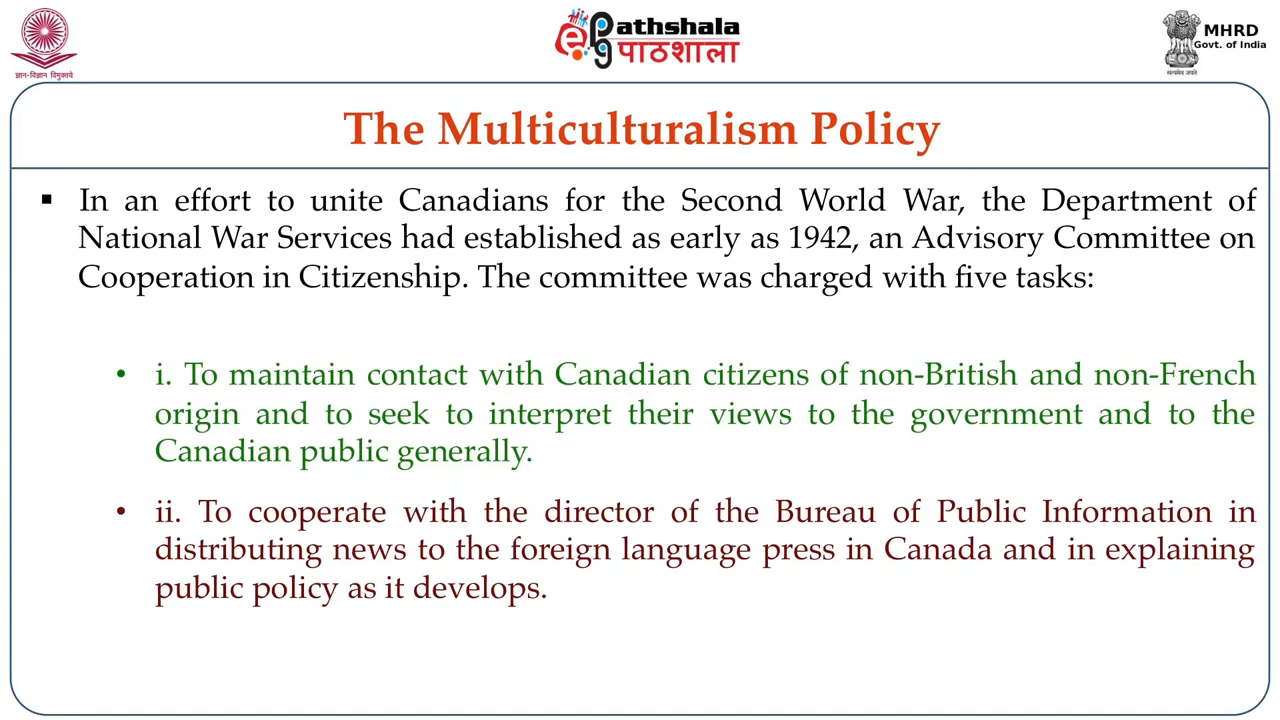 ज्ञान-विज्ञान विमुक्तये
ePathshala
पाठशाला
MHRD
Govt. of India
सत्यमेव जयते
The Multiculturalism Policy
▪ In an effort to unite Canadians for the Second World War, the Department of
National War Services had established as early as 1942, an Advisory Committee on
Cooperation in Citizenship. The committee was charged with five tasks:
• i. To maintain contact with Canadian citizens of non-British and non-French
origin and to seek to interpret their views to the government and to the
Canadian public generally.
• ii. To cooperate with the director of the Bureau of Public Information in
distributing news to the foreign language press in Canada and in explaining
public policy as it develops.